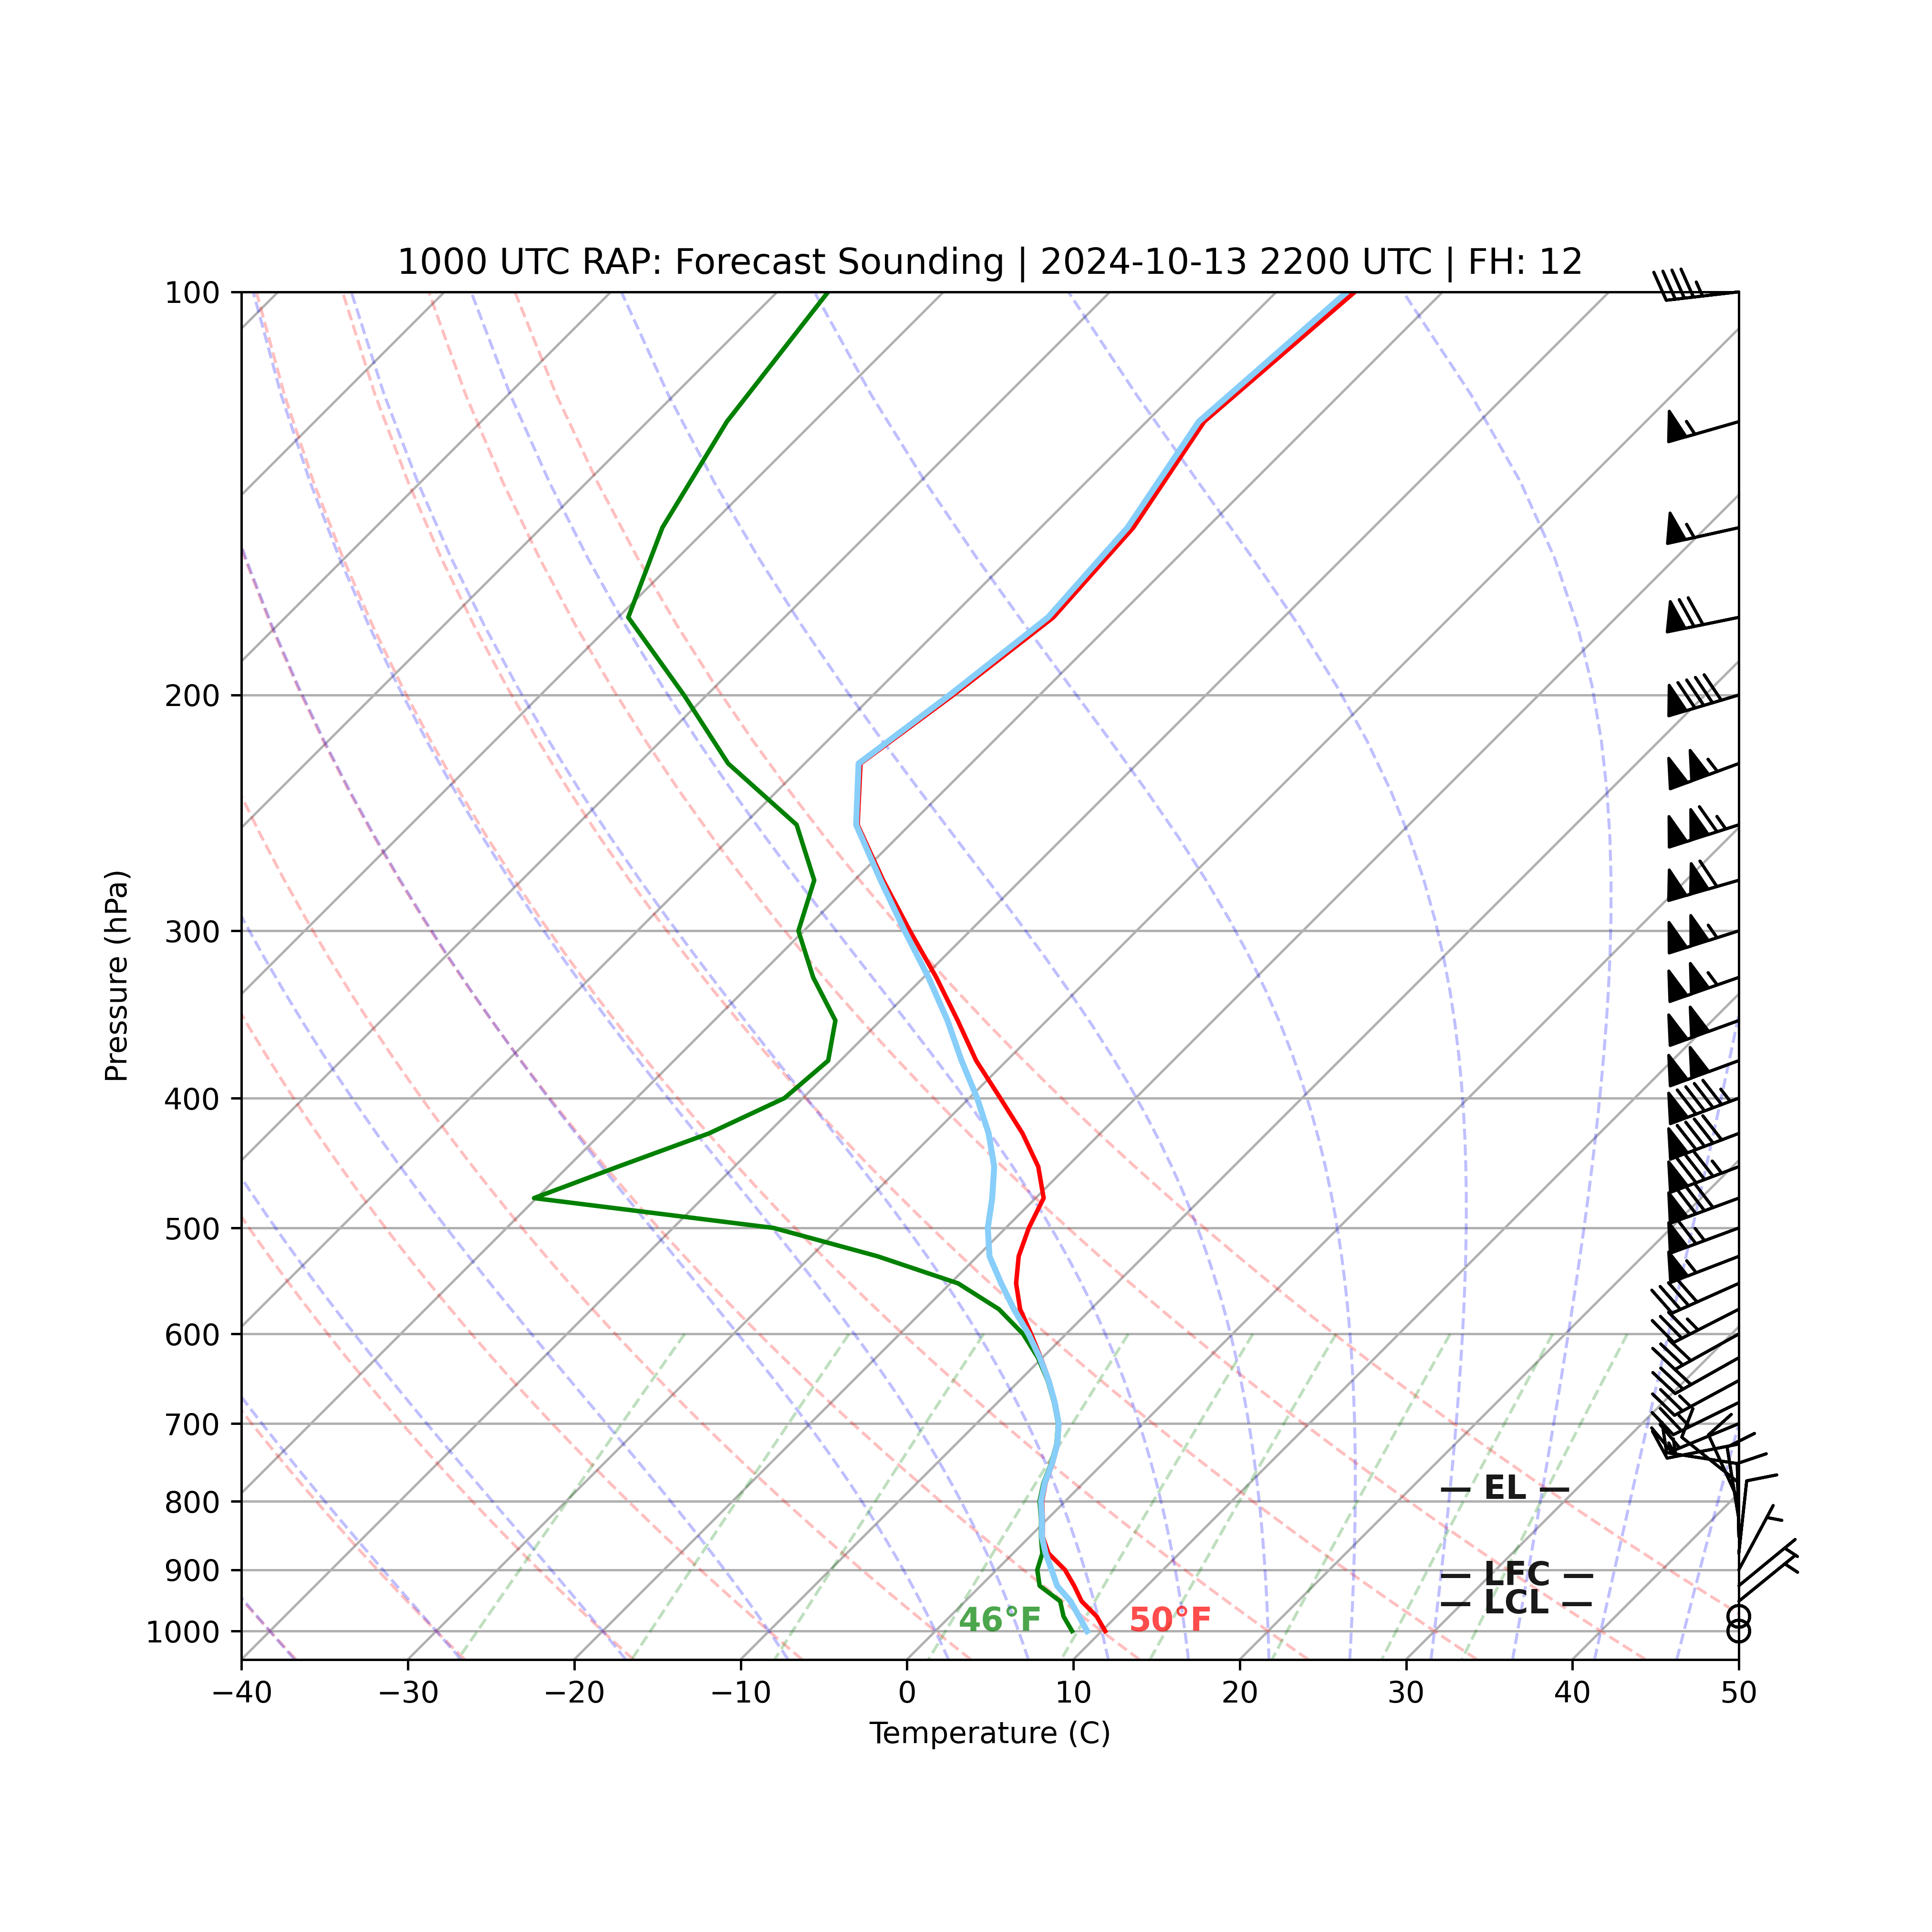 1000 UTC RAP: Forecast Sounding | 2024-10-13 2200 UTC | FH: 12
100
200
300
400
500
600
700
800
900
1000
Pressure (hPa)
— EL —
— LFC —
— LCL —
46°F 50°F
−40 −30 −20 −10 0 10 20 30 40 50
Temperature (C)